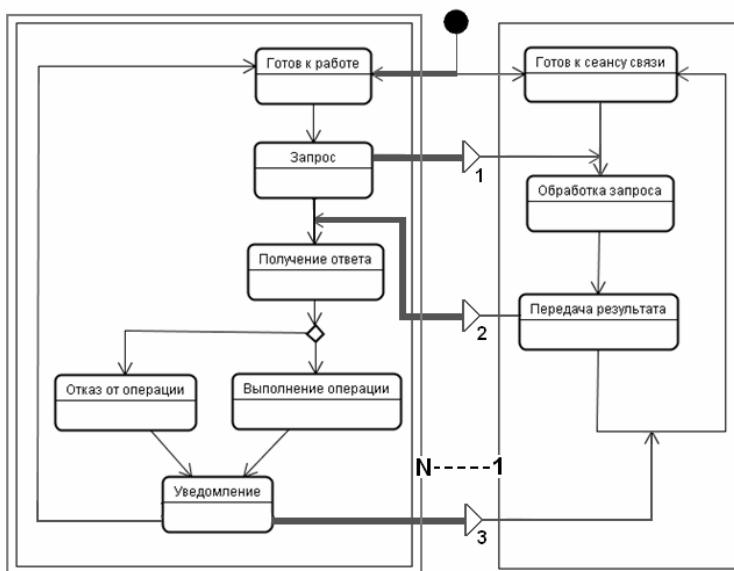 Готов к работе
Готов к сеансу связи
Запрос
1
Обработка запроса
Получение ответа
Передача результата
2
Отказ от операции
Выполнение операции
N-----1
Уведомление
3